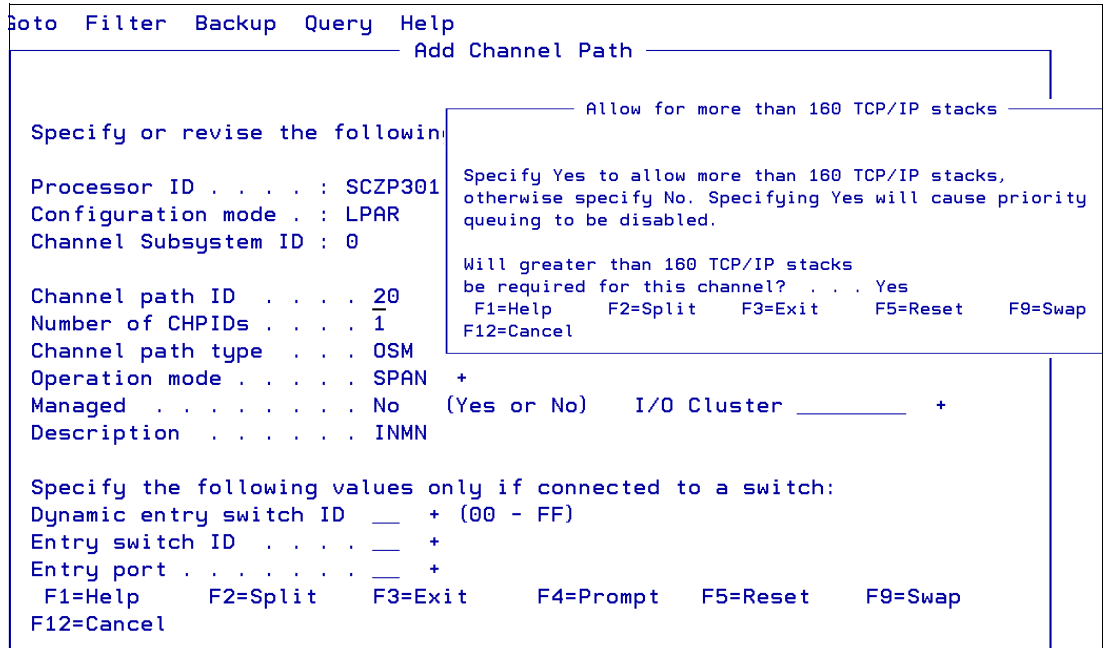 Goto  Filter  Backup  Query  Help
Add Channel Path
Allow for more than 160 TCP/IP stacks
Specify or revise the following
Specify Yes to allow more than 160 TCP/IP stacks,
otherwise specify No. Specifying Yes will cause priority
queuing to be disabled.
Will greater than 160 TCP/IP stacks
be required for this channel?  . . . Yes
F1=Help      F2=Split     F3=Exit      F5=Reset     F9=Swap
F12=Cancel
Processor ID . . . . : SCZP301
Configuration mode . : LPAR
Channel Subsystem ID : 0
Channel path ID  . . . . 20
Number of CHPIDs . . . . 1
Channel path type  . . . OSM
Operation mode . . . . . SPAN  +
Managed  . . . . . . . . No    (Yes or No)    I/O Cluster ________  +
Description  . . . . . . INMN
Specify the following values only if connected to a switch:
Dynamic entry switch ID  __  + (00 - FF)
Entry switch ID  . . . . __  +
Entry port . . . . . . . __  +
F1=Help     F2=Split    F3=Exit     F4=Prompt   F5=Reset    F9=Swap
F12=Cancel